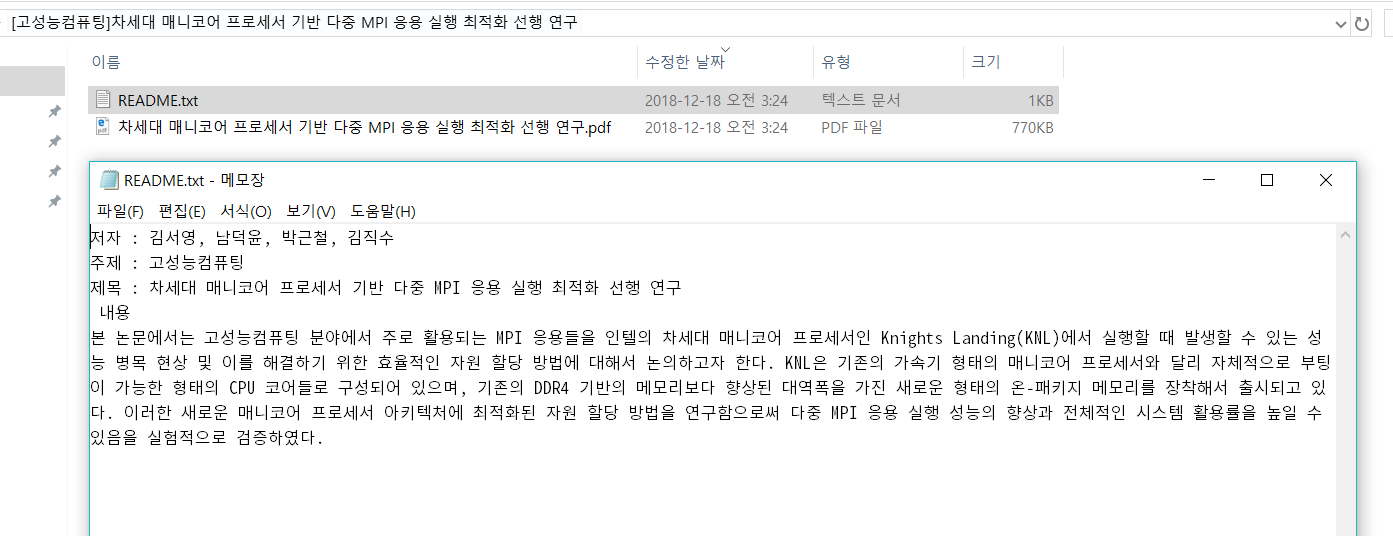 [고성능컴퓨팅]차세대 매니코어 프로세서 기반 다중 MPI 응용 실행 최적화 선행 연구
이름 수정한 날짜 유형 크기
README.txt 2018-12-18 오전 3:24 텍스트 문서 1KB
차세대 매니코어 프로세서 기반 다중 MPI 응용 실행 최적화 선행 연구.pdf 2018-12-18 오전 3:24 PDF 파일 770KB
README.txt - 메모장
파일(F) 편집(E) 서식(O) 보기(V) 도움말(H)
저자 : 김서영, 남덕윤, 박근철, 김직수
주제 : 고성능컴퓨팅
제목 : 차세대 매니코어 프로세서 기반 다중 MPI 응용 실행 최적화 선행 연구
내용
본 논문에서는 고성능컴퓨팅 분야에서 주로 활용되는 MPI 응용들을 인텔의 차세대 매니코어 프로세서인 Knights Landing(KNL)에서 실행할 때 발생할 수 있는 성
능 병목 현상 및 이를 해결하기 위한 효율적인 자원 할당 방법에 대해서 논의하고자 한다. KNL은 기존의 가속기 형태의 매니코어 프로세서와 달리 자체적으로 부팅
이 가능한 형태의 CPU 코어들로 구성되어 있으며, 기존의 DDR4 기반의 메모리보다 향상된 대역폭을 가진 새로운 형태의 온-패키지 메모리를 장착해서 출시되고 있
다. 이러한 새로운 매니코어 프로세서 아키텍처에 최적화된 자원 할당 방법을 연구함으로써 다중 MPI 응용 실행 성능의 향상과 전체적인 시스템 활용률을 높일 수
있음을 실험적으로 검증하였다.